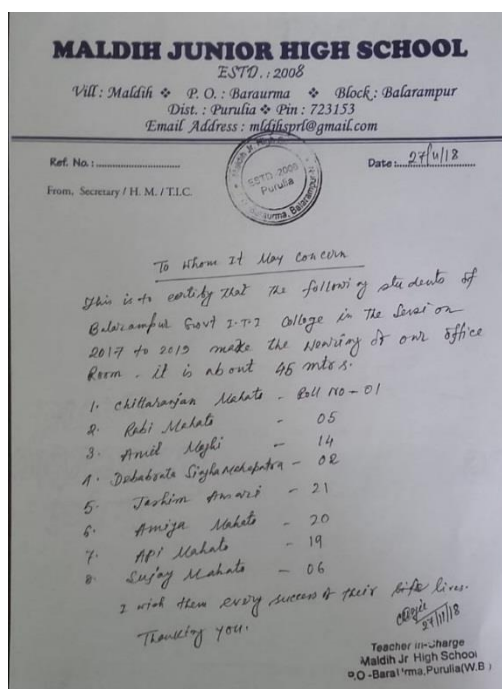 MALDIH JUNIOR HIGH SCHOOL
ESTD. : 2008
Vill : Maldih ❖ P. O. : Baraurma ❖ Block : Balarampur
Dist. : Purulia ❖ Pin : 723153
Email Address : mldjhsprl@gmail.com
Ref. No. :
Date : 27/11/18
ESTD -2008
Purulia
From, Secretary / H. M. / T.I.C.
To Whom It May Concern
This is to certify that the following students of
Balarampur Govt I.T.I College in the Session
2017 to 2019 make the Wearing of our office
Room. it is about 45 mtrs.
1. Chittaranjan Mahato - Roll No - 01
2. Rabi Mahato - 05
3. Amil Majhi - 14
4. Debabrata - 02
5. Jashim Ansari - 21
6. Amiya Mahato - 20
7. Api Mahato - 19
8. Sujay Mahato - 06
I wish them every success of their life lives.
Thanking you.
27/11/18
Teacher in-Charge
Maldih Jr High School
P.O -Bara Purulia(W.B)